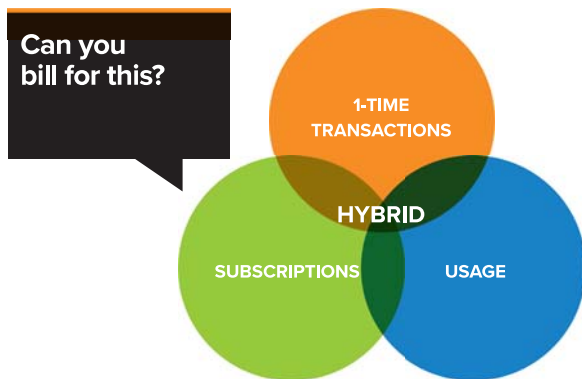 Can you
bill for this?
1-TIME
TRANSACTIONS
HYBRID
SUBSCRIPTIONS
USAGE